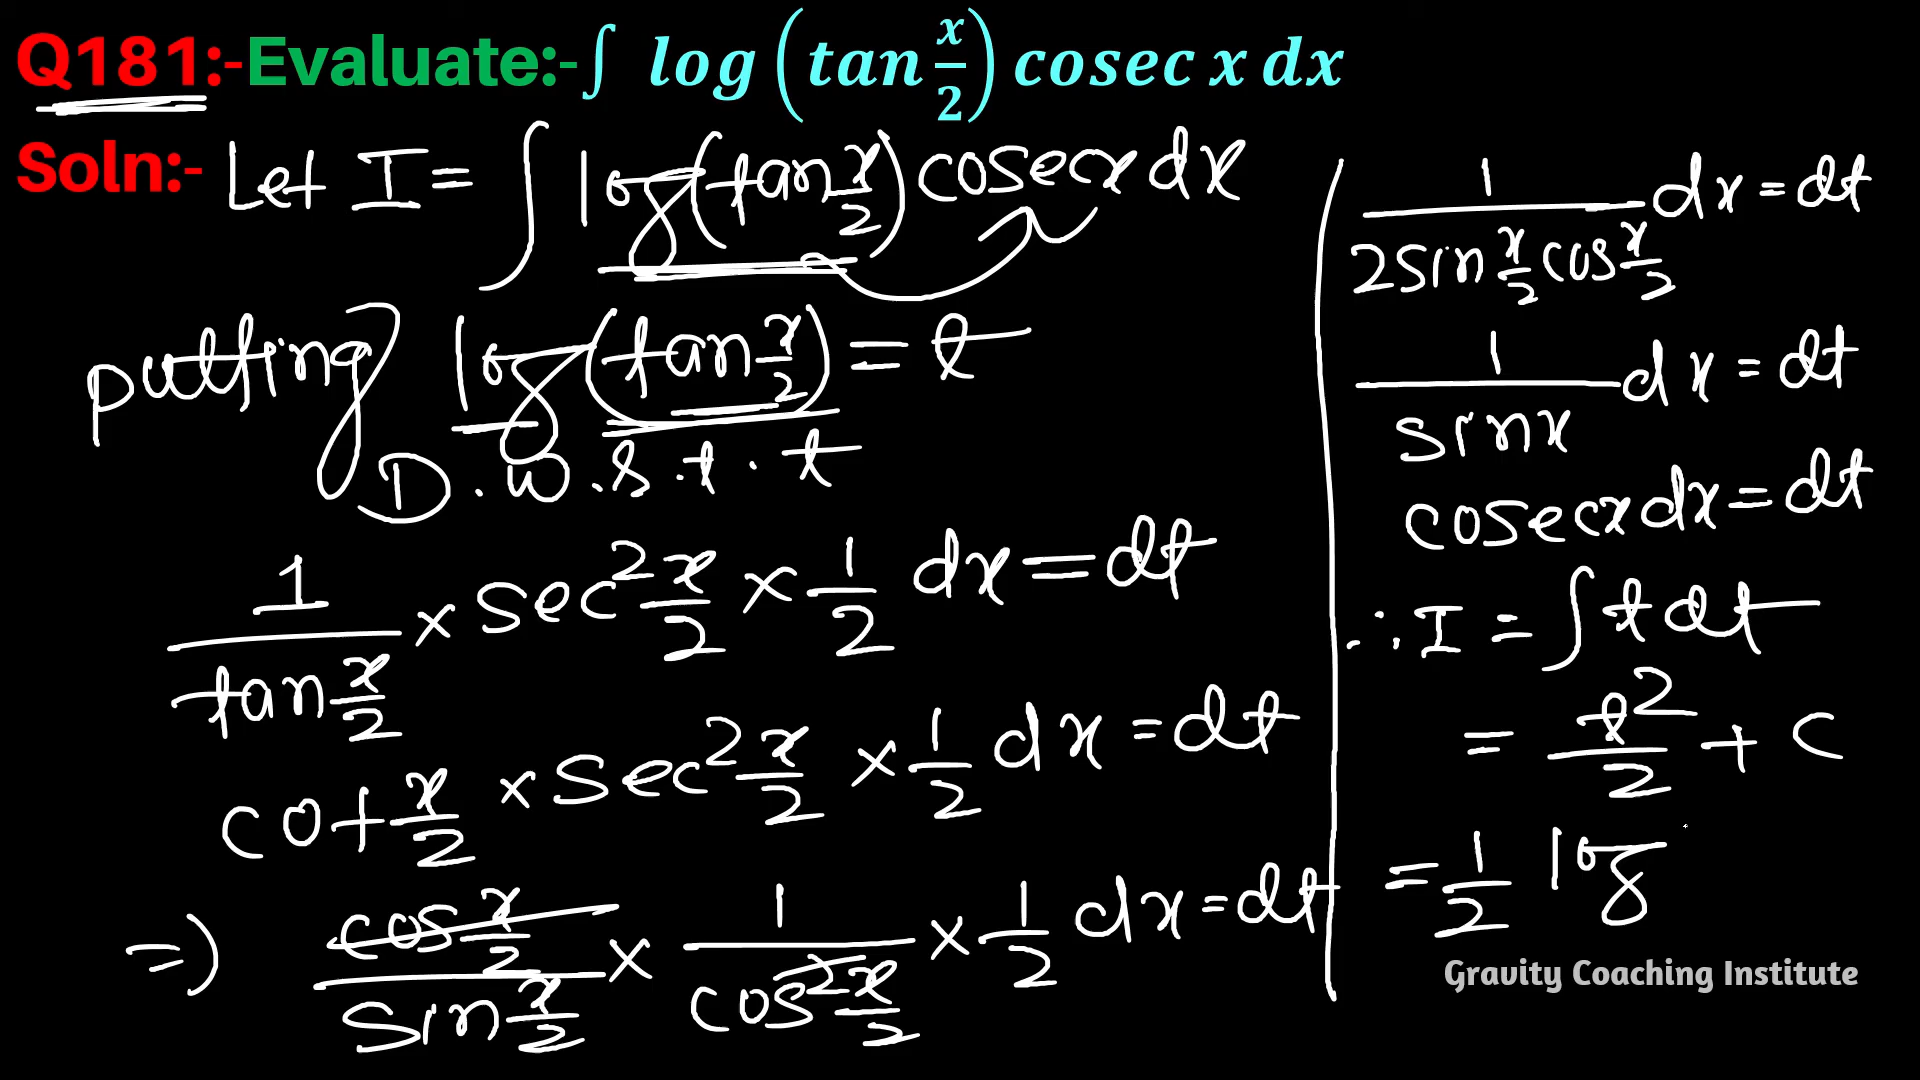 Q181:-Evaluate:-∫ log (tan x/2) cosec x dx
Soln:- Let I = ∫ log(tan x/2) cosec x dx
putting log(tan x/2) = t
D.w.s.t.t
1/(tan x/2) × sec² x/2 × 1/2 dx = dt
cot x/2 × sec² x/2 × 1/2 dx = dt
⇒ (cos x/2)/(sin x/2) × 1/(cos² x/2) × 1/2 dx = dt
1/(2 sin x/2 cos x/2) dx = dt
1/(sin x) dx = dt
cosec x dx = dt
∴ I = ∫ t dt
= t²/2 + c
= 1/2 log
Gravity Coaching Institute